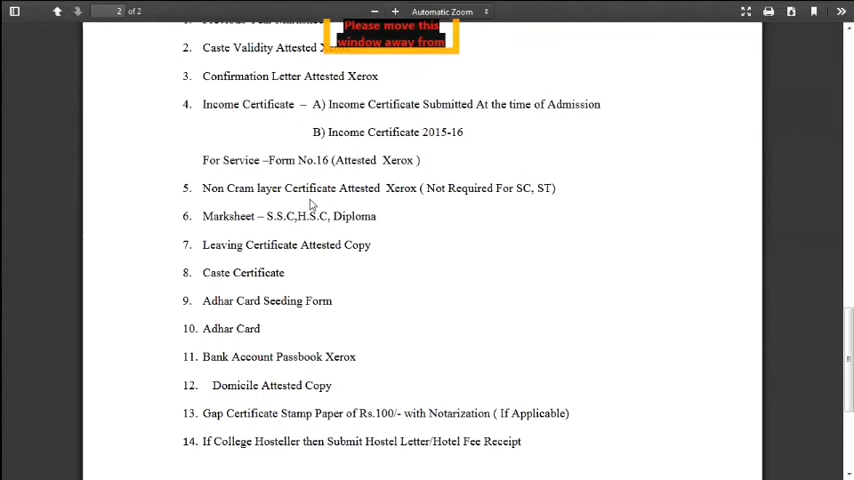 2 of 2
Automatic Zoom
1. Previous Year Marksheet
Please move this
window away from
2. Caste Validity Attested Xerox
3. Confirmation Letter Attested Xerox
4. Income Certificate – A) Income Certificate Submitted At the time of Admission
B) Income Certificate 2015-16
For Service –Form No.16 (Attested Xerox )
5. Non Cram layer Certificate Attested Xerox ( Not Required For SC, ST)
6. Marksheet – S.S.C,H.S.C, Diploma
7. Leaving Certificate Attested Copy
8. Caste Certificate
9. Adhar Card Seeding Form
10. Adhar Card
11. Bank Account Passbook Xerox
12. Domicile Attested Copy
13. Gap Certificate Stamp Paper of Rs.100/- with Notarization ( If Applicable)
14. If College Hosteller then Submit Hostel Letter/Hotel Fee Receipt